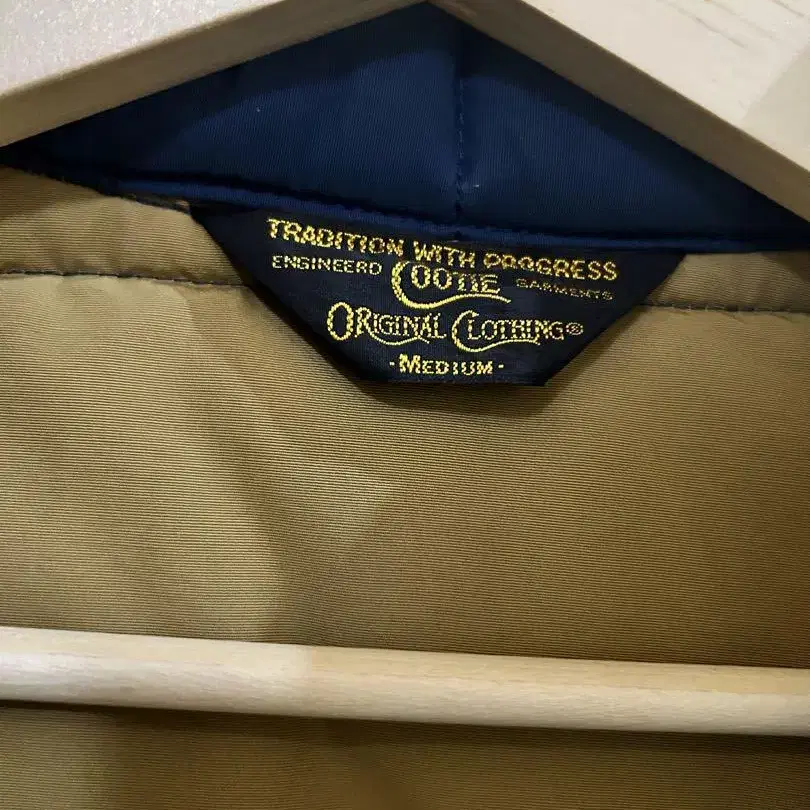 TRADITION WITH PROGRESS
ENGINEERD COOTIE GARMENTS
ORIGINAL CLOTHING®
·MEDIUM·